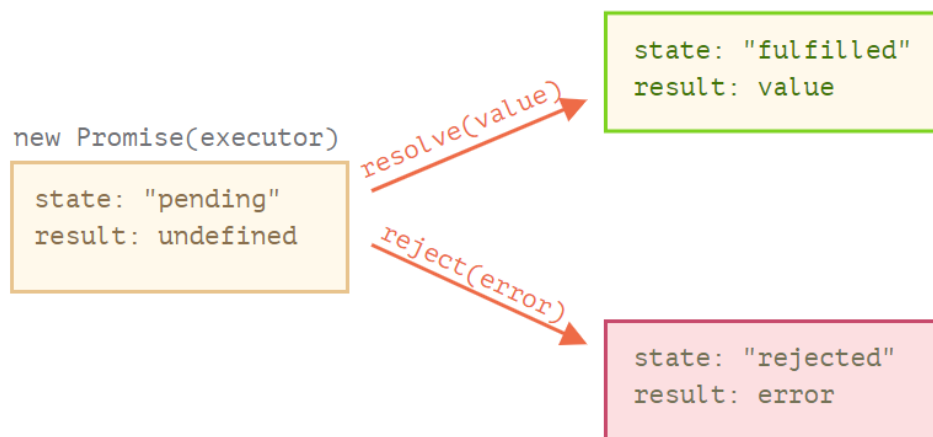 new Promise(executor)
state: "pending"
result: undefined
resolve(value)
reject(error)
state: "fulfilled"
result: value
state: "rejected"
result: error